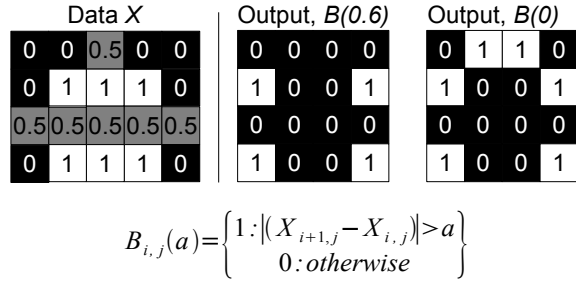 Data X Output, B(0.6) Output, B(0)
0 0 0.5 0 0 0 0 0 0 0 1 1 0
0 1 1 1 0 1 0 0 1 1 0 0 1
0.5 0.5 0.5 0.5 0.5 0 0 0 0 0 0 0 0
0 1 1 1 0 1 0 0 1 1 0 0 1
B_{i,j}(a)={1:|(X_{i+1,j}−X_{i,j})|>a
0:otherwise}